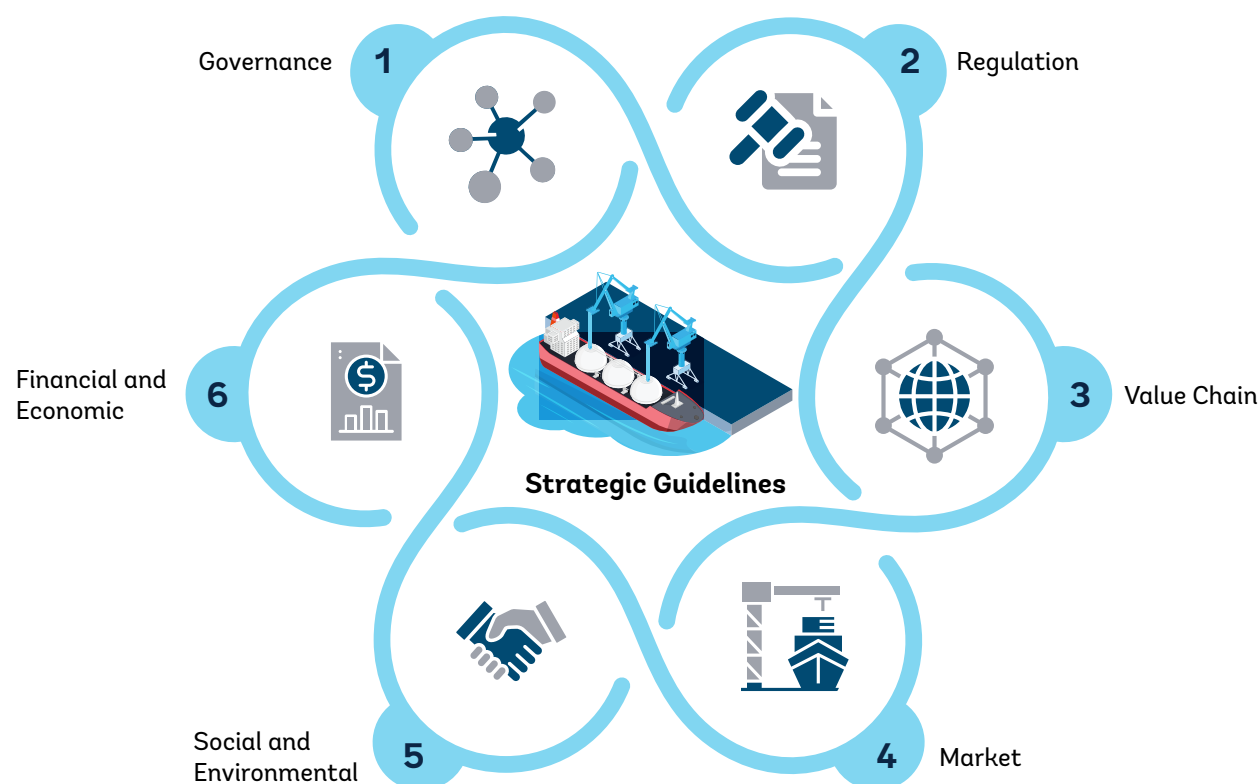 Governance
1
2
Regulation
3
Value Chain
Strategic Guidelines
4
Market
5
Social and
Environmental
6
Financial and
Economic
$